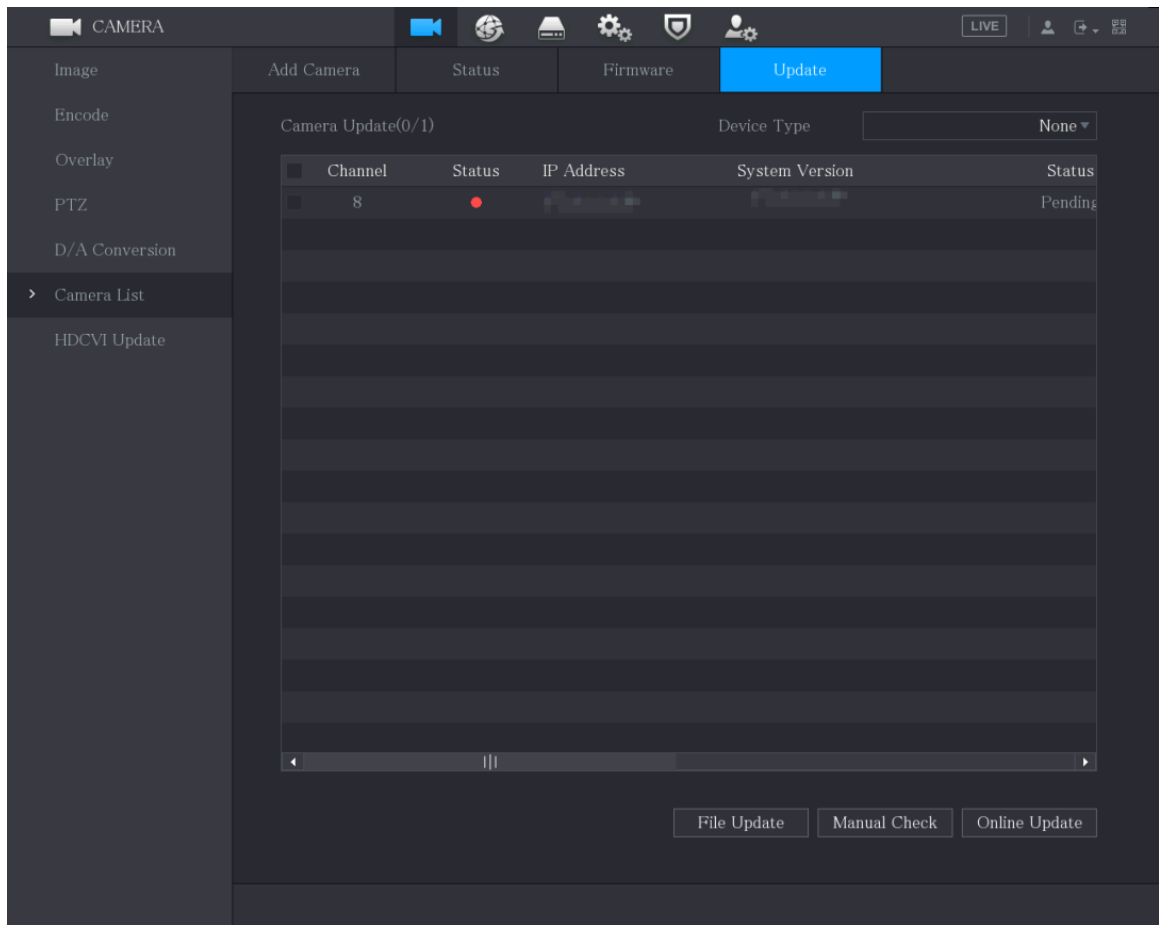 CAMERA
LIVE
Image
Encode
Overlay
PTZ
D/A Conversion
Camera List
HDCVI Update
Add Camera Status Firmware Update
Camera Update(0/1) Device Type None
Channel Status IP Address System Version Status
8 Pending
File Update Manual Check Online Update